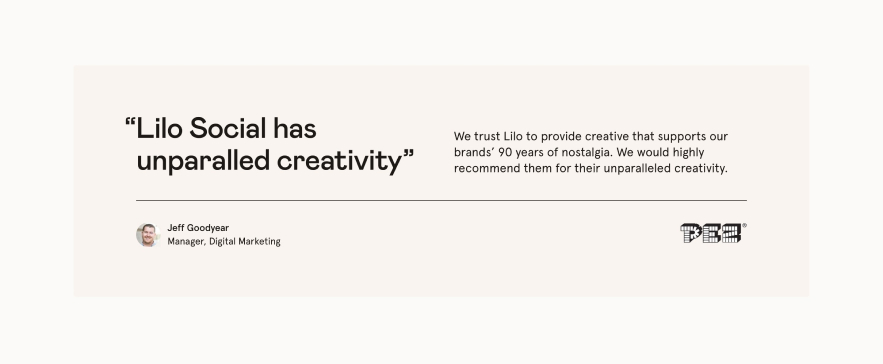 “Lilo Social has
unparalled creativity”
We trust Lilo to provide creative that supports our
brands’ 90 years of nostalgia. We would highly
recommend them for their unparalleled creativity.
Jeff Goodyear
Manager, Digital Marketing
PEZ®